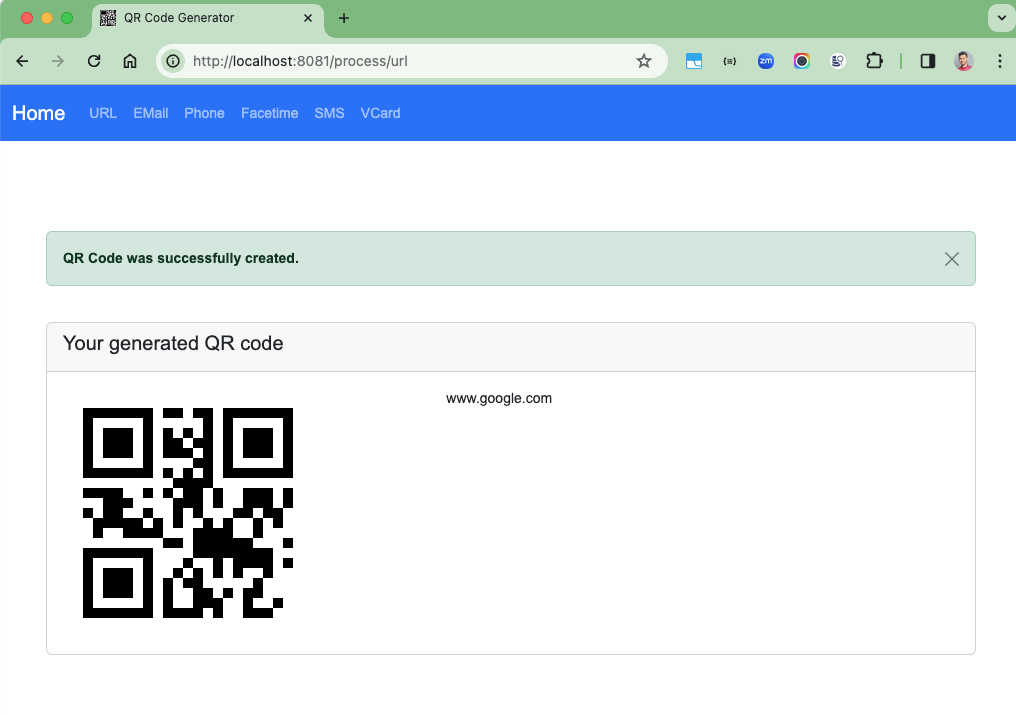 QR Code Generator
http://localhost:8081/process/url
zm
Home URL EMail Phone Facetime SMS VCard
QR Code was successfully created.
Your generated QR code
www.google.com